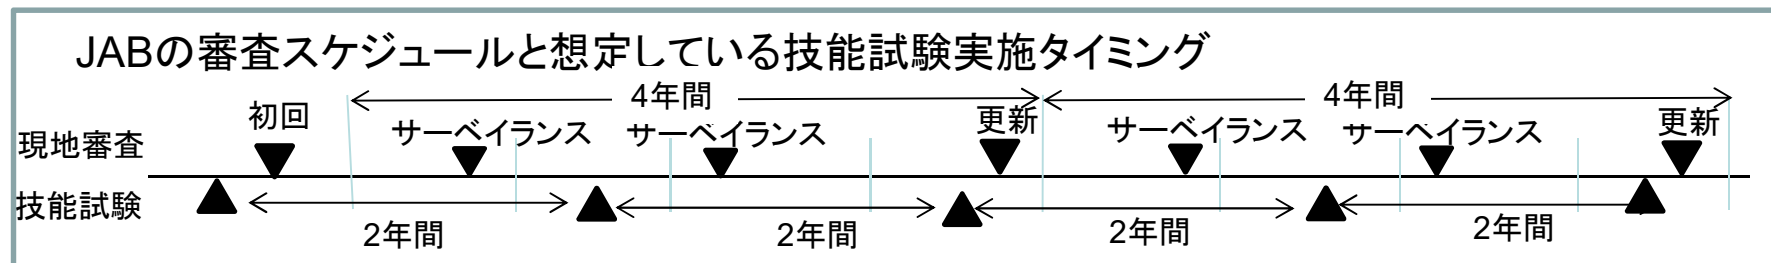 JABの審査スケジュールと想定している技能試験実施タイミング
4年間 4年間
初回 サーベイランス サーベイランス 更新 サーベイランス サーベイランス 更新
現地審査
技能試験
2年間 2年間 2年間 2年間